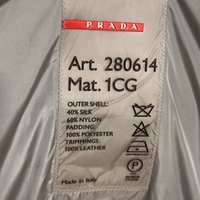 PRADA
Art. 280614
Mat. 1CG
OUTER SHELL:
40% SILK
60% NYLON
PADDING:
100% POLYESTER
TRIMMINGS:
100% LEATHER
Made in Italy